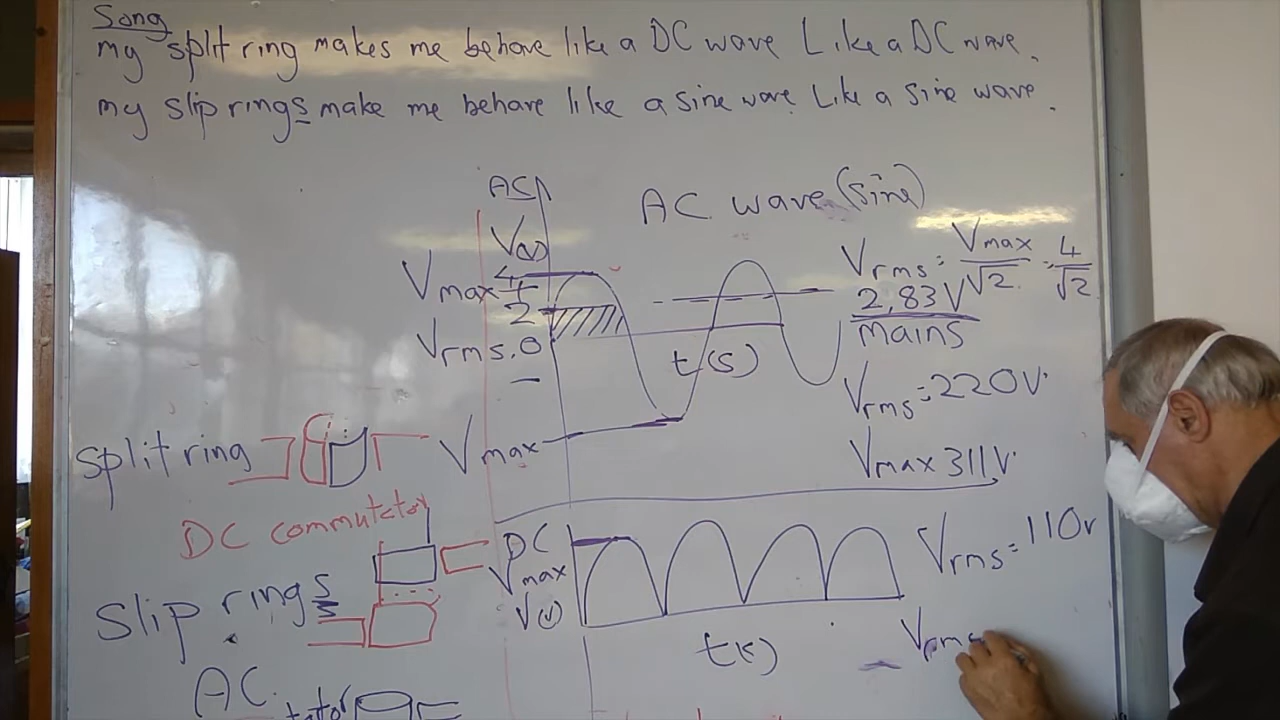 Song
my split ring makes me behave like a DC wave Like a DC wave.
my slip rings make me behave like a sine wave. Like a sine wave.
AC
AC wave (sine)
V(v)
Vmax 4
2
Vrms. 0
t(s)
Vmax
Vrms = Vmax/√2 = 4/√2
2,83V
mains
Vrms = 220V.
Vmax 311V.
split ring
DC commutator
Slip rings
AC
DC
Vmax
V(v)
t(s)
Vrms = 110v
Vrms